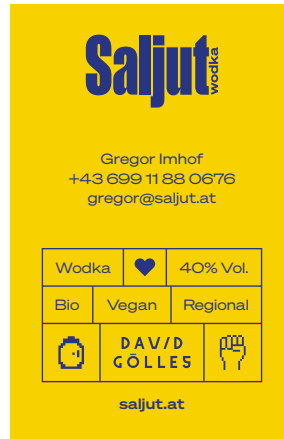 Saljut
wodka
Gregor Imhof
+43 699 11 88 0676
gregor@saljut.at
Wodka 40% Vol.
Bio Vegan Regional
DAV/D
GÖLLES
saljut.at